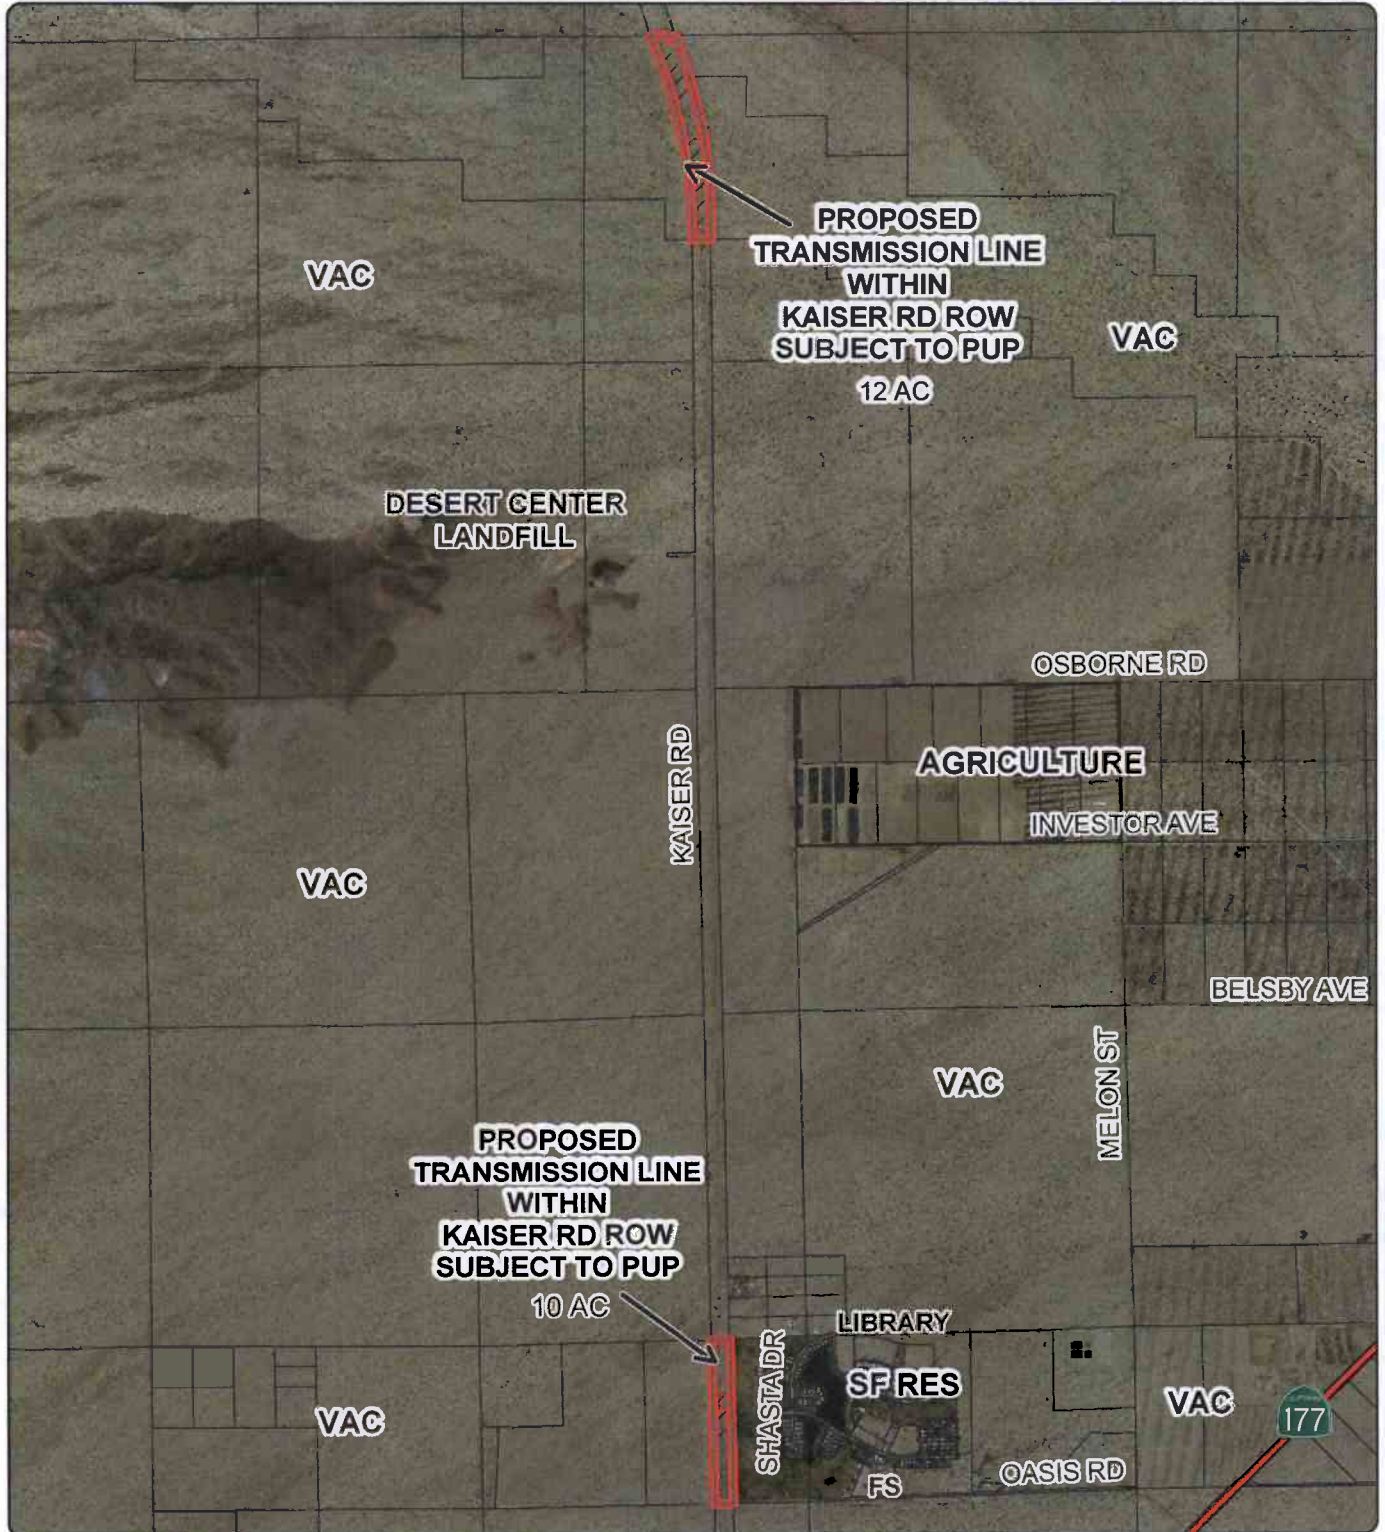 PROPOSED
TRANSMISSION LINE
WITHIN
KAISER RD ROW
SUBJECT TO PUP
12 AC
VAC
VAC
DESERT CENTER
LANDFILL
OSBORNE RD
AGRICULTURE
KAISER RD
INVESTOR AVE
VAC
BELSBY AVE
VAC
MELON ST
PROPOSED
TRANSMISSION LINE
WITHIN
KAISER RD ROW
SUBJECT TO PUP
10 AC
LIBRARY
SHASTA DR
SF RES
VAC
VAC
177
OASIS RD
FS